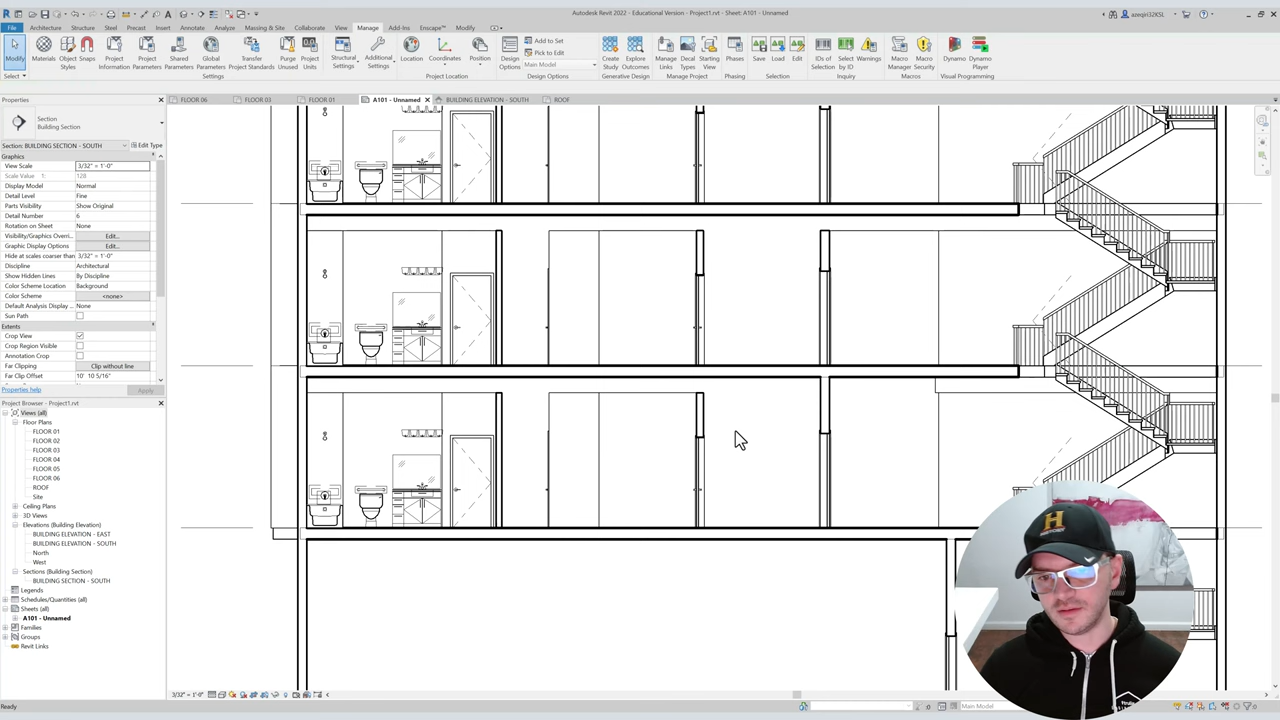 Autodesk Revit 2022 - Educational Version - Project1.rvt - Sheet: A101 - Unnamed
azegin32KSL
File
Architecture
Structure
Steel
Precast
Insert
Annotate
Analyze
Massing & Site
Collaborate
View
Manage
Add-Ins
Enscape™
Modify
Modify
Materials
Object Styles
Snaps
Project Information
Project Parameters
Shared Parameters
Global Parameters
Transfer Project Standards
Purge Unused
Project Units
Structural Settings
Additional Settings
Location
Coordinates
Position
Design Options
Add to Set
Pick to Edit
Main Model
Create Study
Explore Outcomes
Manage Links
Decal Types
Starting View
Phases
Save
Load
Edit
IDs of Selection
Select by ID
Warnings
Macro Manager
Macro Security
Dynamo
Dynamo Player
Select
Settings
Project Location
Design Options
Generative Design
Manage Project
Phasing
Selection
Inquiry
Macros
Visual Programming
Properties
FLOOR 06
FLOOR 03
FLOOR 01
A101 - Unnamed
BUILDING ELEVATION - SOUTH
ROOF
Section
Building Section
Section: BUILDING SECTION - SOUTH
Edit Type
Graphics
View Scale 3/32" = 1'-0"
Scale Value 1: 128
Display Model Normal
Detail Level Fine
Parts Visibility Show Original
Detail Number 6
Rotation on Sheet None
Visibility/Graphics Overri... Edit...
Graphic Display Options Edit...
Hide at scales coarser than 3/32" = 1'-0"
Discipline Architectural
Show Hidden Lines By Discipline
Color Scheme Location Background
Color Scheme <none>
Default Analysis Display ... None
Sun Path
Extents
Crop View
Crop Region Visible
Annotation Crop
Far Clipping Clip without line
Far Clip Offset 10' 10 5/16"
Properties help
Apply
Project Browser - Project1.rvt
Views (all)
Floor Plans
FLOOR 01
FLOOR 02
FLOOR 03
FLOOR 04
FLOOR 05
FLOOR 06
ROOF
Site
Ceiling Plans
3D Views
Elevations (Building Elevation)
BUILDING ELEVATION - EAST
BUILDING ELEVATION - SOUTH
North
West
Sections (Building Section)
BUILDING SECTION - SOUTH
Legends
Schedules/Quantities (all)
Sheets (all)
A101 - Unnamed
Families
Groups
Revit Links
H
3/32" = 1'-0"
Ready
:0
Main Model
:0